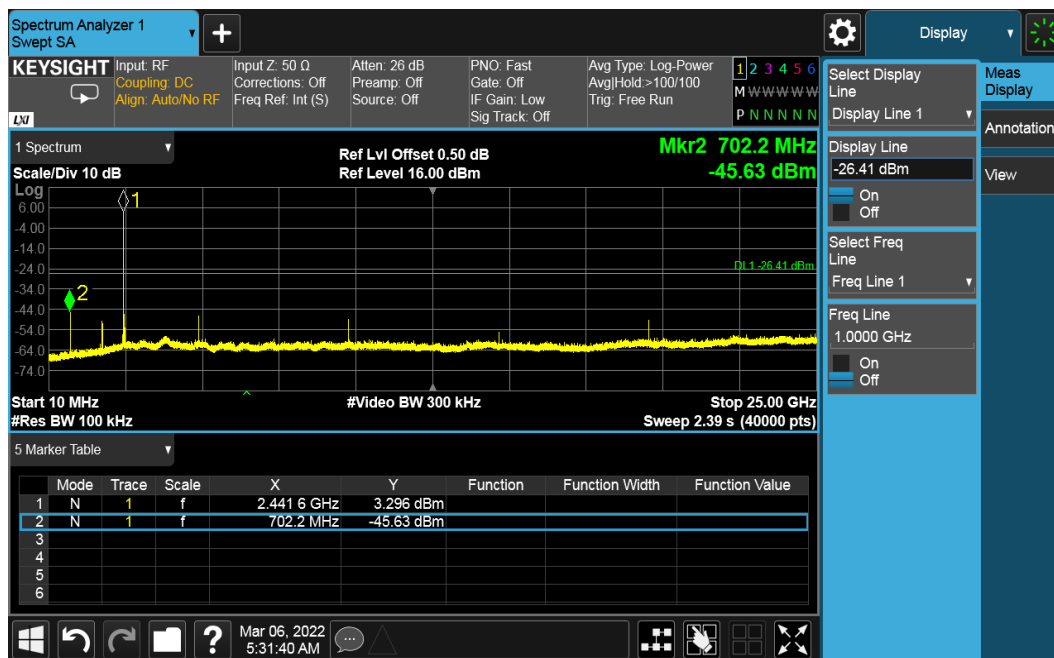 Spectrum Analyzer 1
Swept SA
Display
KEYSIGHT
LXI
Input: RF
Coupling: DC
Align: Auto/No RF
Input Z: 50 Ω
Corrections: Off
Freq Ref: Int (S)
Atten: 26 dB
Preamp: Off
Source: Off
PNO: Fast
Gate: Off
IF Gain: Low
Sig Track: Off
Avg Type: Log-Power
Avg|Hold:>100/100
Trig: Free Run
1 2 3 4 5 6
M W W W W W
P N N N N N
1 Spectrum
Scale/Div 10 dB
Ref Lvl Offset 0.50 dB
Ref Level 16.00 dBm
Mkr2 702.2 MHz
-45.63 dBm
Log
6.00
-4.00
-14.0
-24.0
-34.0
-44.0
-54.0
-64.0
-74.0
1
2
DL1 -26.41 dBm
Start 10 MHz
#Res BW 100 kHz
#Video BW 300 kHz
Stop 25.00 GHz
Sweep 2.39 s (40000 pts)
5 Marker Table
Mode Trace Scale X Y Function Function Width Function Value
1 N 1 f 2.441 6 GHz 3.296 dBm
2 N 1 f 702.2 MHz -45.63 dBm
3
4
5
6
Mar 06, 2022
5:31:40 AM
Select Display
Line
Display Line 1
Display Line
-26.41 dBm
On
Off
Select Freq
Line
Freq Line 1
Freq Line
1.0000 GHz
On
Off
Meas
Display
Annotation
View